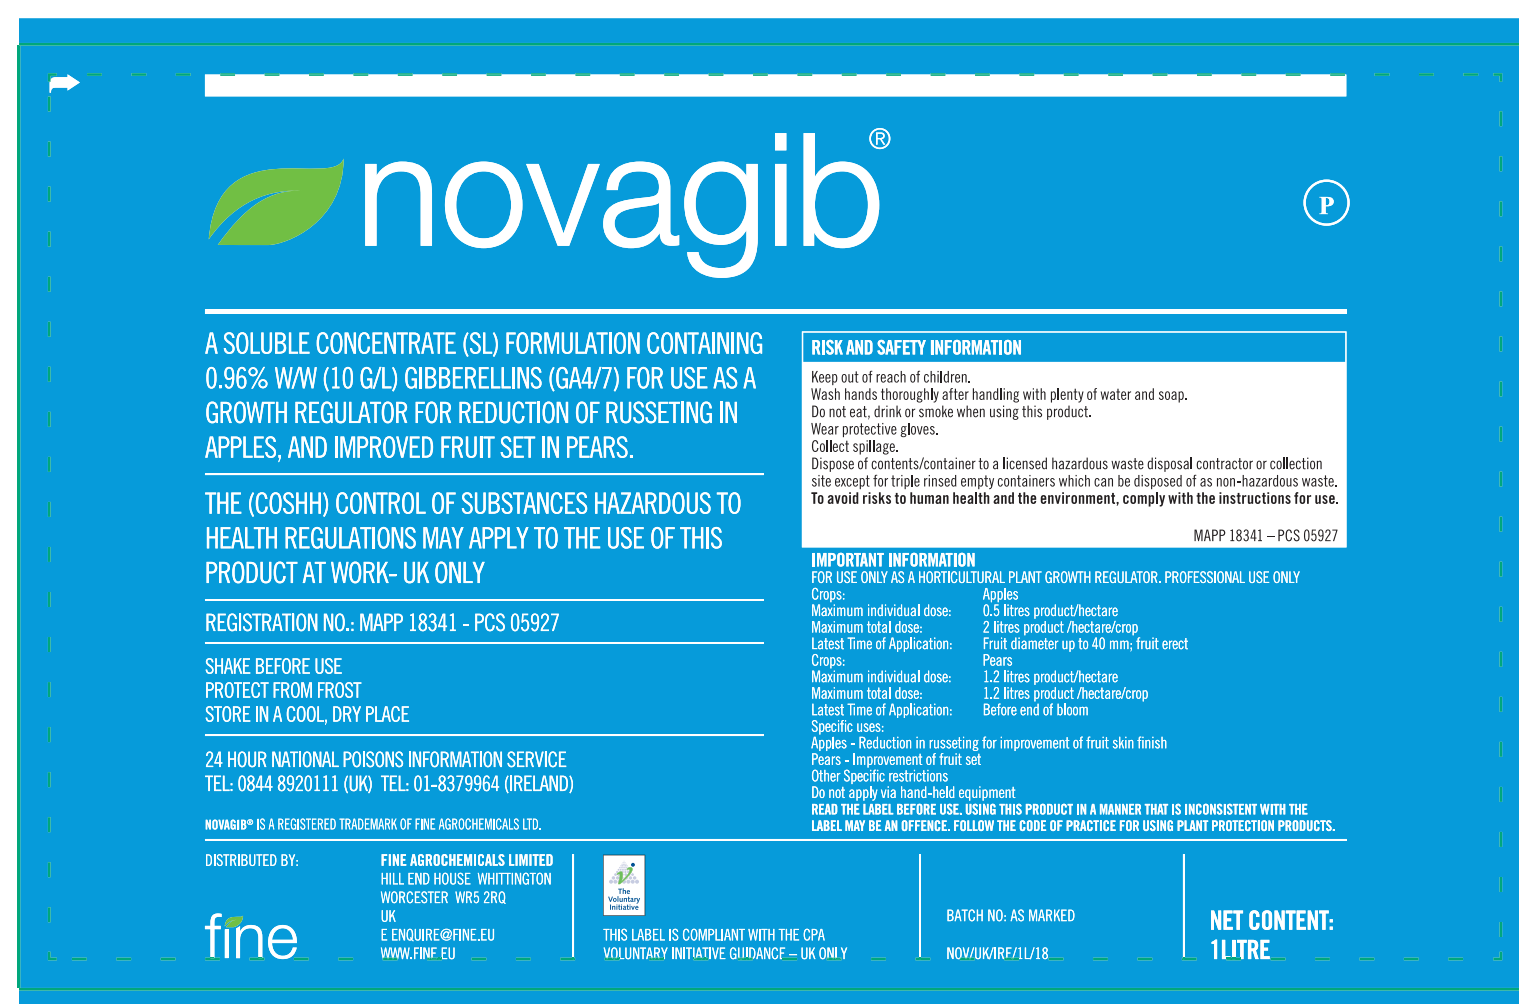 novagib®
P
A SOLUBLE CONCENTRATE (SL) FORMULATION CONTAINING
0.96% W/W (10 G/L) GIBBERELLINS (GA4/7) FOR USE AS A
GROWTH REGULATOR FOR REDUCTION OF RUSSETING IN
APPLES, AND IMPROVED FRUIT SET IN PEARS.
THE (COSHH) CONTROL OF SUBSTANCES HAZARDOUS TO
HEALTH REGULATIONS MAY APPLY TO THE USE OF THIS
PRODUCT AT WORK- UK ONLY
REGISTRATION NO.: MAPP 18341 - PCS 05927
SHAKE BEFORE USE
PROTECT FROM FROST
STORE IN A COOL, DRY PLACE
24 HOUR NATIONAL POISONS INFORMATION SERVICE
TEL: 0844 8920111 (UK) TEL: 01-8379964 (IRELAND)
NOVAGIB® IS A REGISTERED TRADEMARK OF FINE AGROCHEMICALS LTD.
RISK AND SAFETY INFORMATION
Keep out of reach of children.
Wash hands thoroughly after handling with plenty of water and soap.
Do not eat, drink or smoke when using this product.
Wear protective gloves.
Collect spillage.
Dispose of contents/container to a licensed hazardous waste disposal contractor or collection
site except for triple rinsed empty containers which can be disposed of as non-hazardous waste.
To avoid risks to human health and the environment, comply with the instructions for use.
MAPP 18341 – PCS 05927
IMPORTANT INFORMATION
FOR USE ONLY AS A HORTICULTURAL PLANT GROWTH REGULATOR. PROFESSIONAL USE ONLY
Crops: Apples
Maximum individual dose: 0.5 litres product/hectare
Maximum total dose: 2 litres product /hectare/crop
Latest Time of Application: Fruit diameter up to 40 mm; fruit erect
Crops: Pears
Maximum individual dose: 1.2 litres product/hectare
Maximum total dose: 1.2 litres product /hectare/crop
Latest Time of Application: Before end of bloom
Specific uses:
Apples - Reduction in russeting for improvement of fruit skin finish
Pears - Improvement of fruit set
Other Specific restrictions
Do not apply via hand-held equipment
READ THE LABEL BEFORE USE. USING THIS PRODUCT IN A MANNER THAT IS INCONSISTENT WITH THE
LABEL MAY BE AN OFFENCE. FOLLOW THE CODE OF PRACTICE FOR USING PLANT PROTECTION PRODUCTS.
DISTRIBUTED BY:
fine
FINE AGROCHEMICALS LIMITED
HILL END HOUSE WHITTINGTON
WORCESTER WR5 2RQ
UK
E ENQUIRE@FINE.EU
WWW.FINE.EU
The
Voluntary
Initiative
THIS LABEL IS COMPLIANT WITH THE CPA
VOLUNTARY INITIATIVE GUIDANCE – UK ONLY
BATCH NO: AS MARKED
NOV/UK/IRE/1L/18
NET CONTENT:
1LITRE